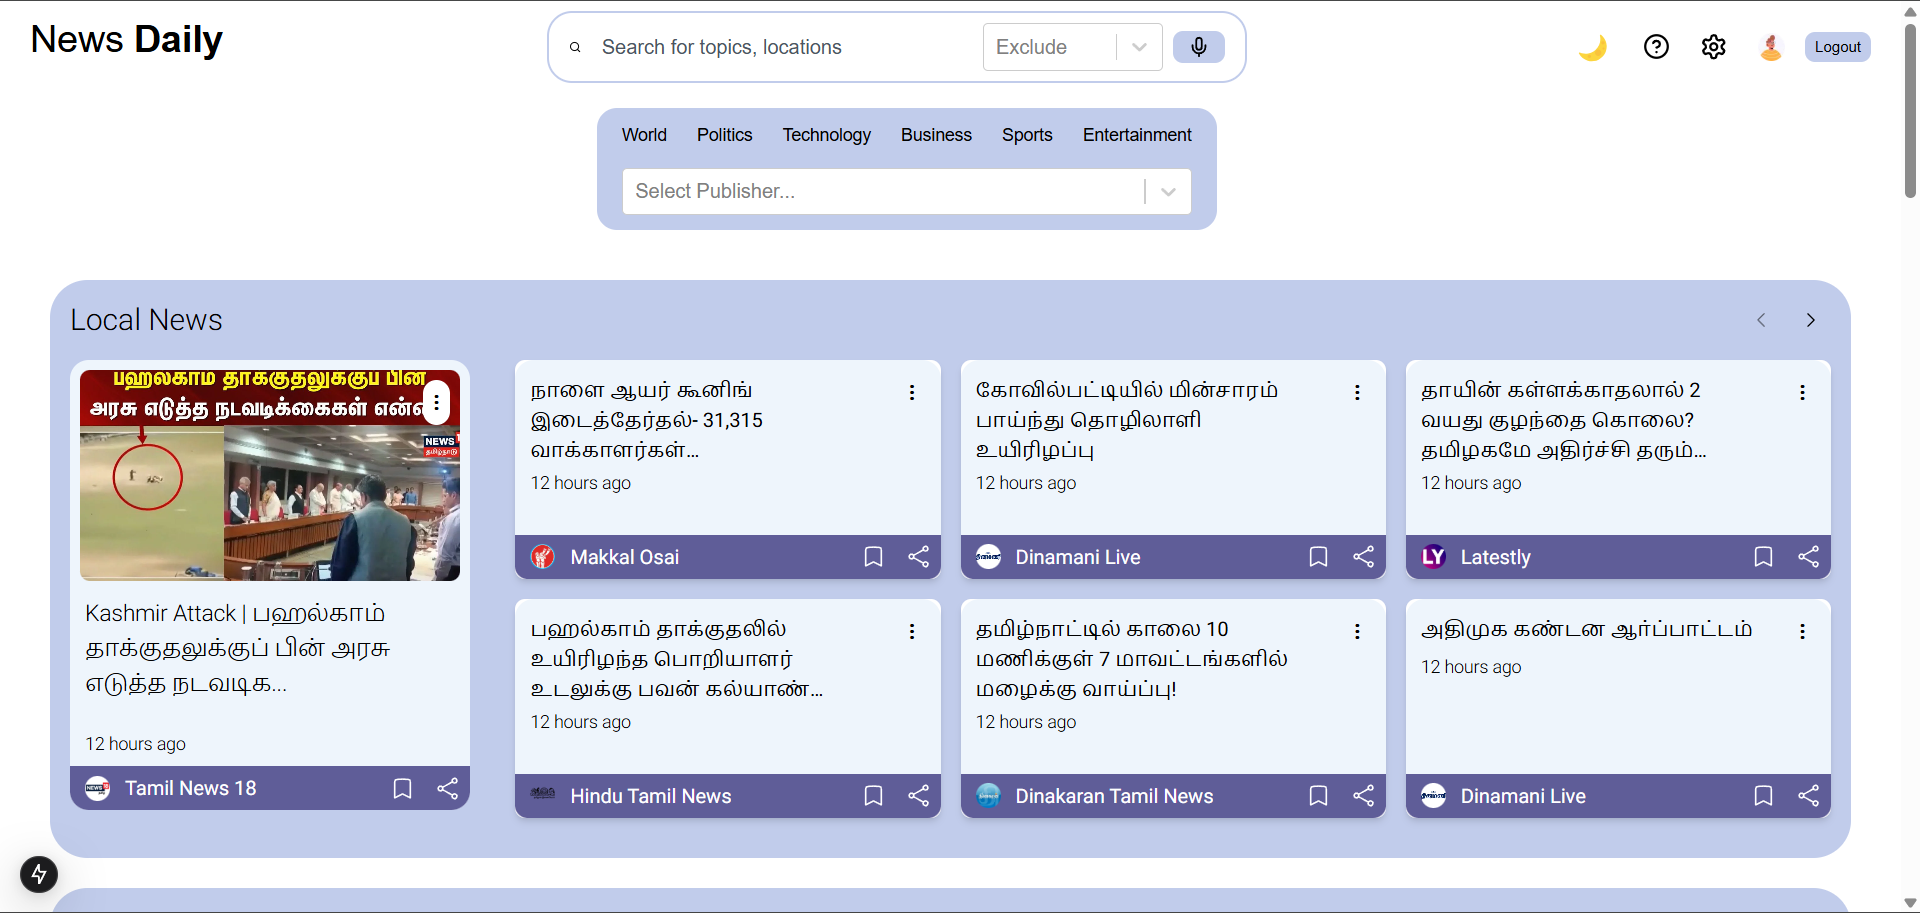 News Daily
Search for topics, locations
Exclude
Logout
World Politics Technology Business Sports Entertainment
Select Publisher...
Local News
பஹல்காம் தாக்குதலுக்குப் பின்
அரசு எடுத்த நடவடிக்கைகள் என்ன
NEWS
தமிழ்நாடு
Kashmir Attack | பஹல்காம்
தாக்குதலுக்குப் பின் அரசு
எடுத்த நடவடிக...
12 hours ago
Tamil News 18
நாளை ஆயர் கூனிங்
இடைத்தேர்தல்- 31,315
வாக்காளர்கள்...
12 hours ago
Makkal Osai
கோவில்பட்டியில் மின்சாரம்
பாய்ந்து தொழிலாளி
உயிரிழப்பு
12 hours ago
Dinamani Live
தாயின் கள்ளக்காதலால் 2
வயது குழந்தை கொலை?
தமிழகமே அதிர்ச்சி தரும்...
12 hours ago
LY Latestly
பஹல்காம் தாக்குதலில்
உயிரிழந்த பொறியாளர்
உடலுக்கு பவன் கல்யாண்...
12 hours ago
Hindu Tamil News
தமிழ்நாட்டில் காலை 10
மணிக்குள் 7 மாவட்டங்களில்
மழைக்கு வாய்ப்பு!
12 hours ago
Dinakaran Tamil News
அதிமுக கண்டன ஆர்ப்பாட்டம்
12 hours ago
Dinamani Live